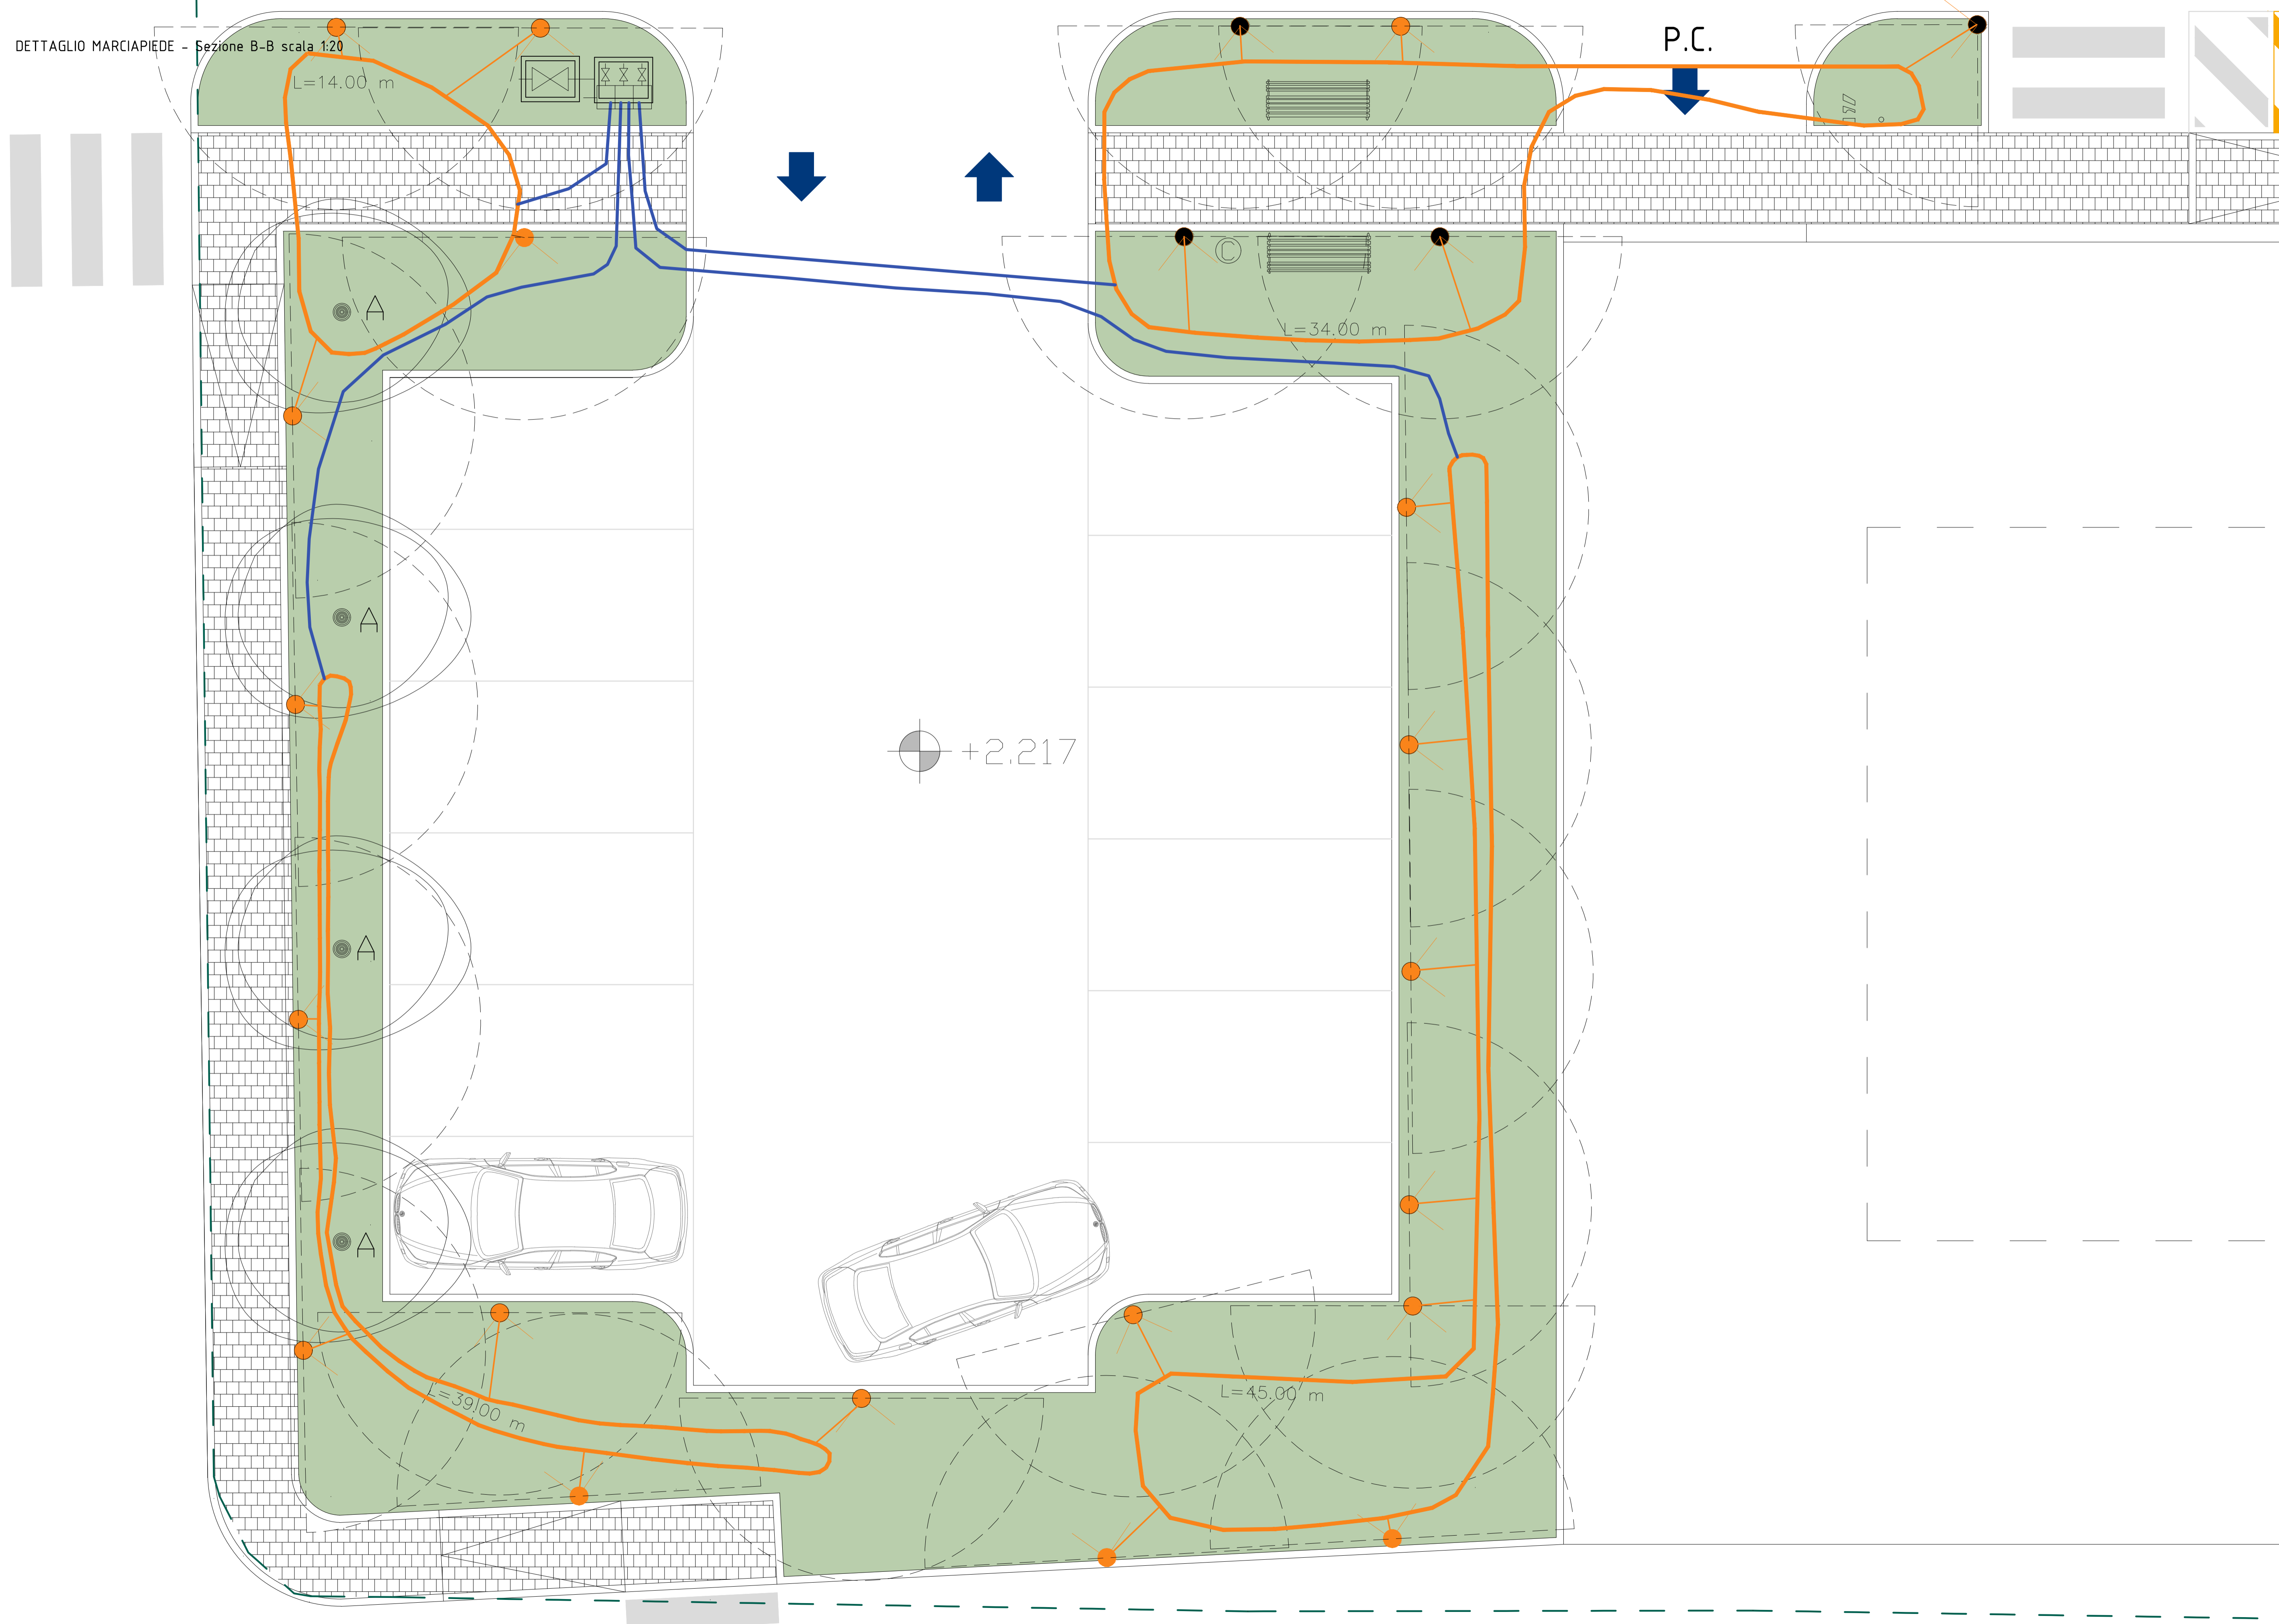 P.C.
DETTAGLIO MARCIAPIEDE - Sezione B-B scala 1:20
L=14.00 m
C
A
L=34.00 m
A
+2.217
A
A
L=39.00 m
L=45.00 m